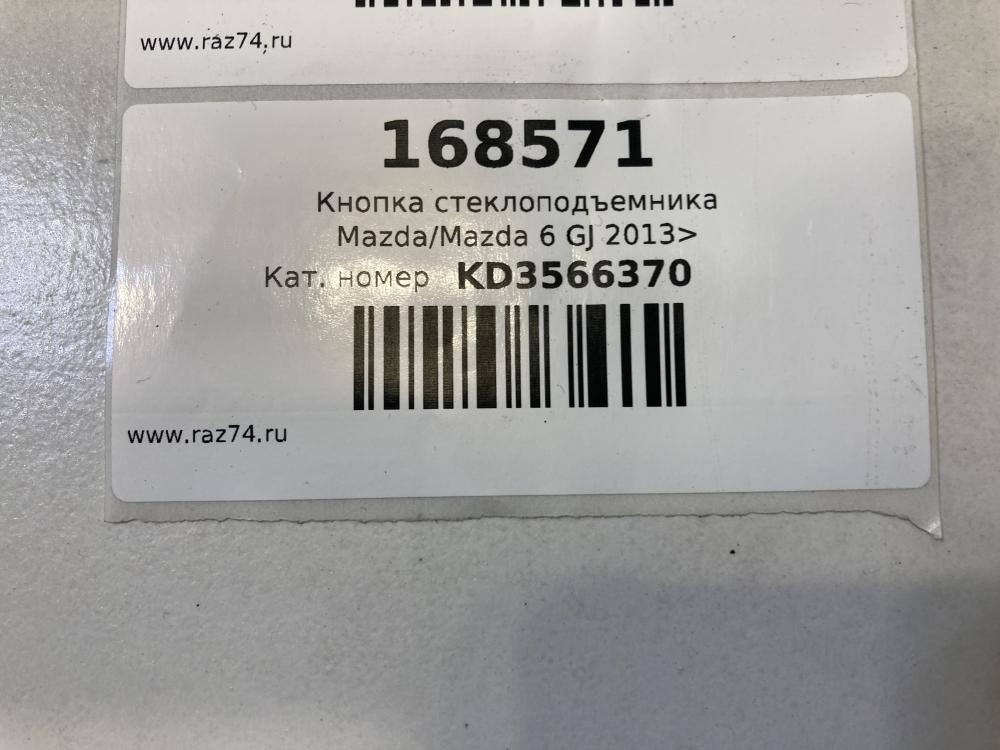 www.raz74.ru
168571
Кнопка стеклоподъемника
Mazda/Mazda 6 GJ 2013>
Кат. номер KD3566370
www.raz74.ru